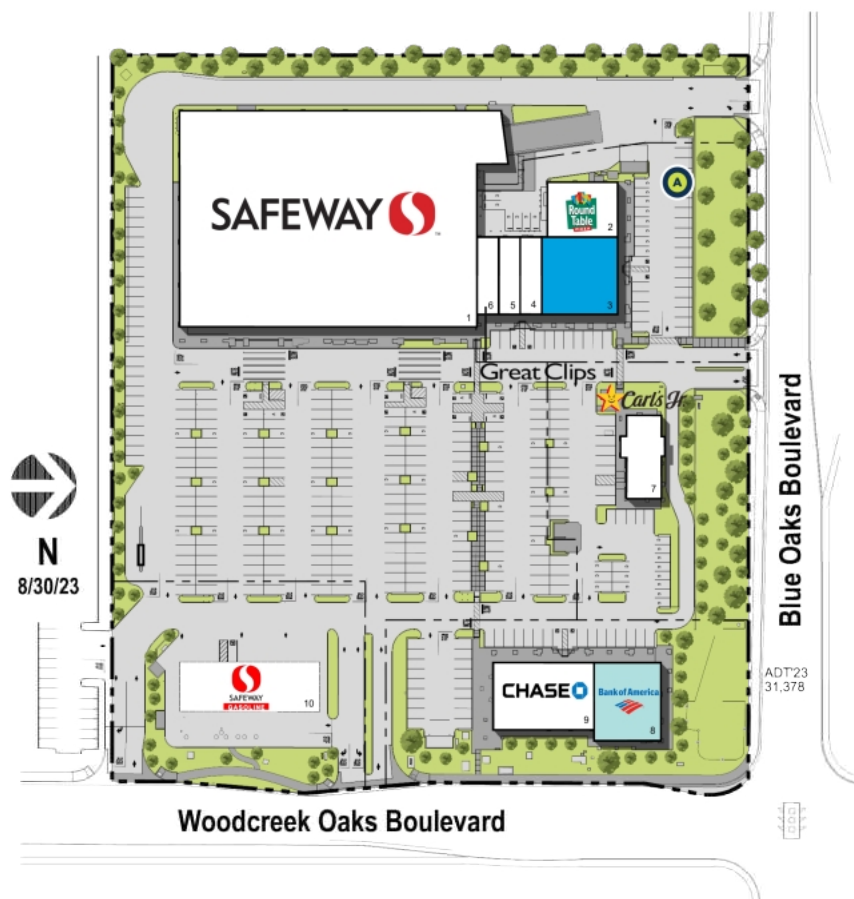 SAFEWAY
A
Round
Table
PIZZA
2
1
6
5
4
3
Great Clips
Carl's Jr.
7
N
8/30/23
Blue Oaks Boulevard
ADT'23
31,378
SAFEWAY
GASOLINE
10
CHASE
9
Bank of America
8
Woodcreek Oaks Boulevard